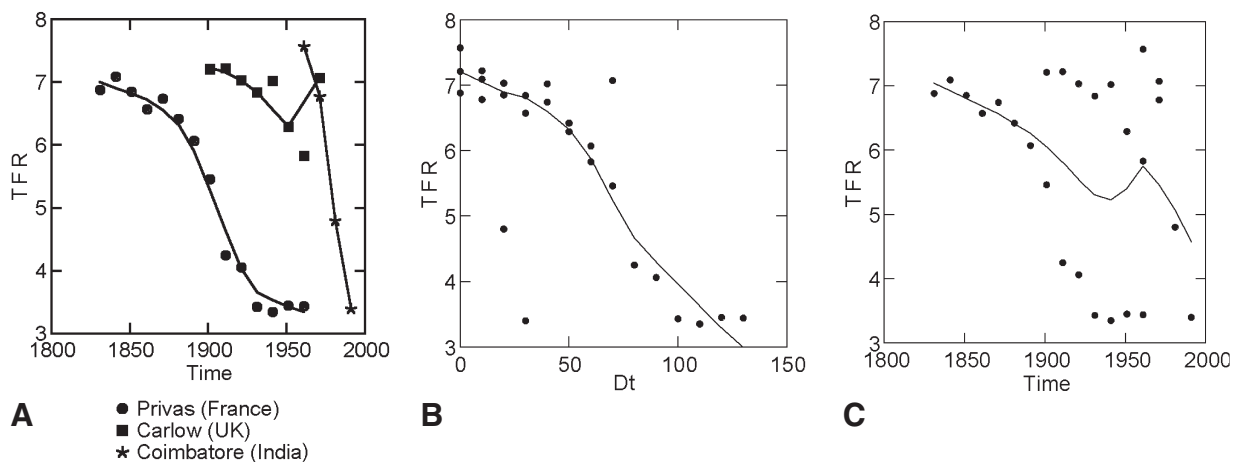 8
7
6
5
4
3
TFR
1800 1850 1900 1950 2000
Time
A
Privas (France)
Carlow (UK)
Coimbatore (India)
8
7
6
5
4
3
TFR
0 50 100 150
Dt
B
8
7
6
5
4
3
TFR
1800 1850 1900 1950 2000
Time
C